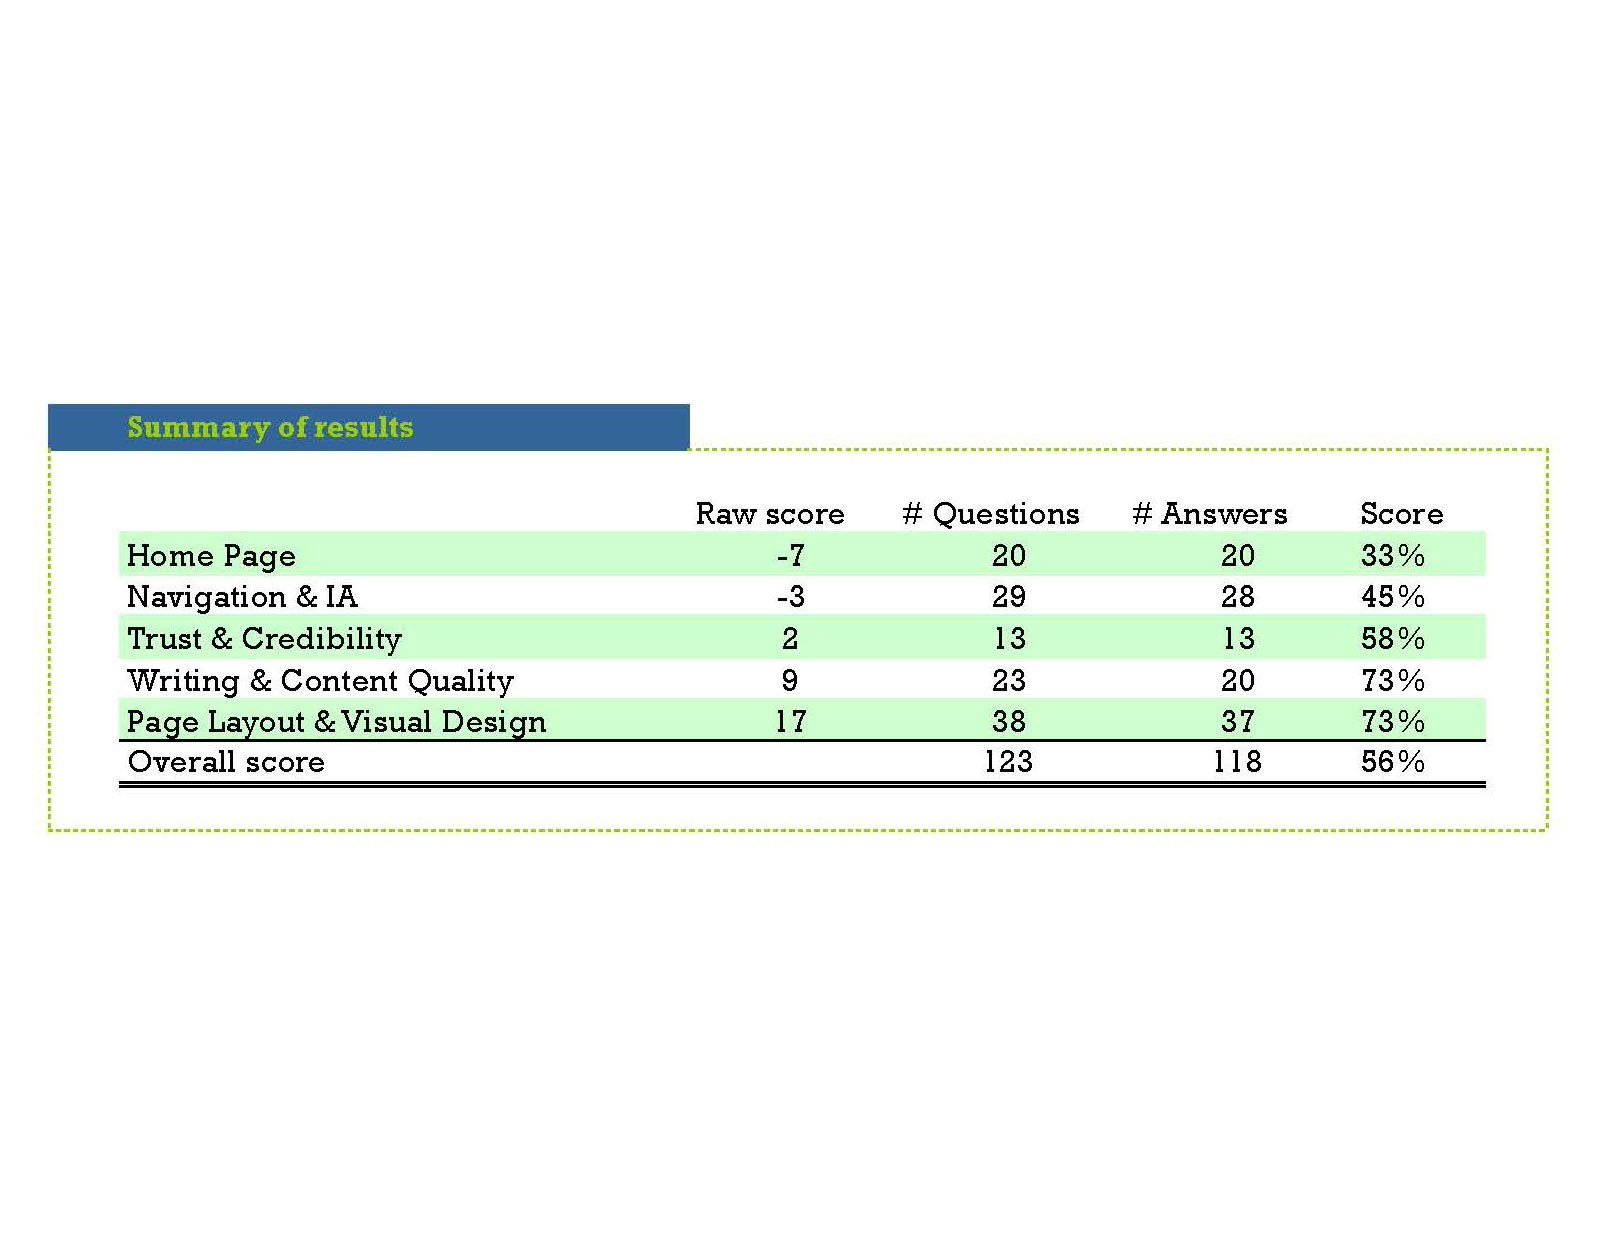 Summary of results
Raw score # Questions # Answers Score
Home Page -7 20 20 33%
Navigation & IA -3 29 28 45%
Trust & Credibility 2 13 13 58%
Writing & Content Quality 9 23 20 73%
Page Layout & Visual Design 17 38 37 73%
Overall score 123 118 56%